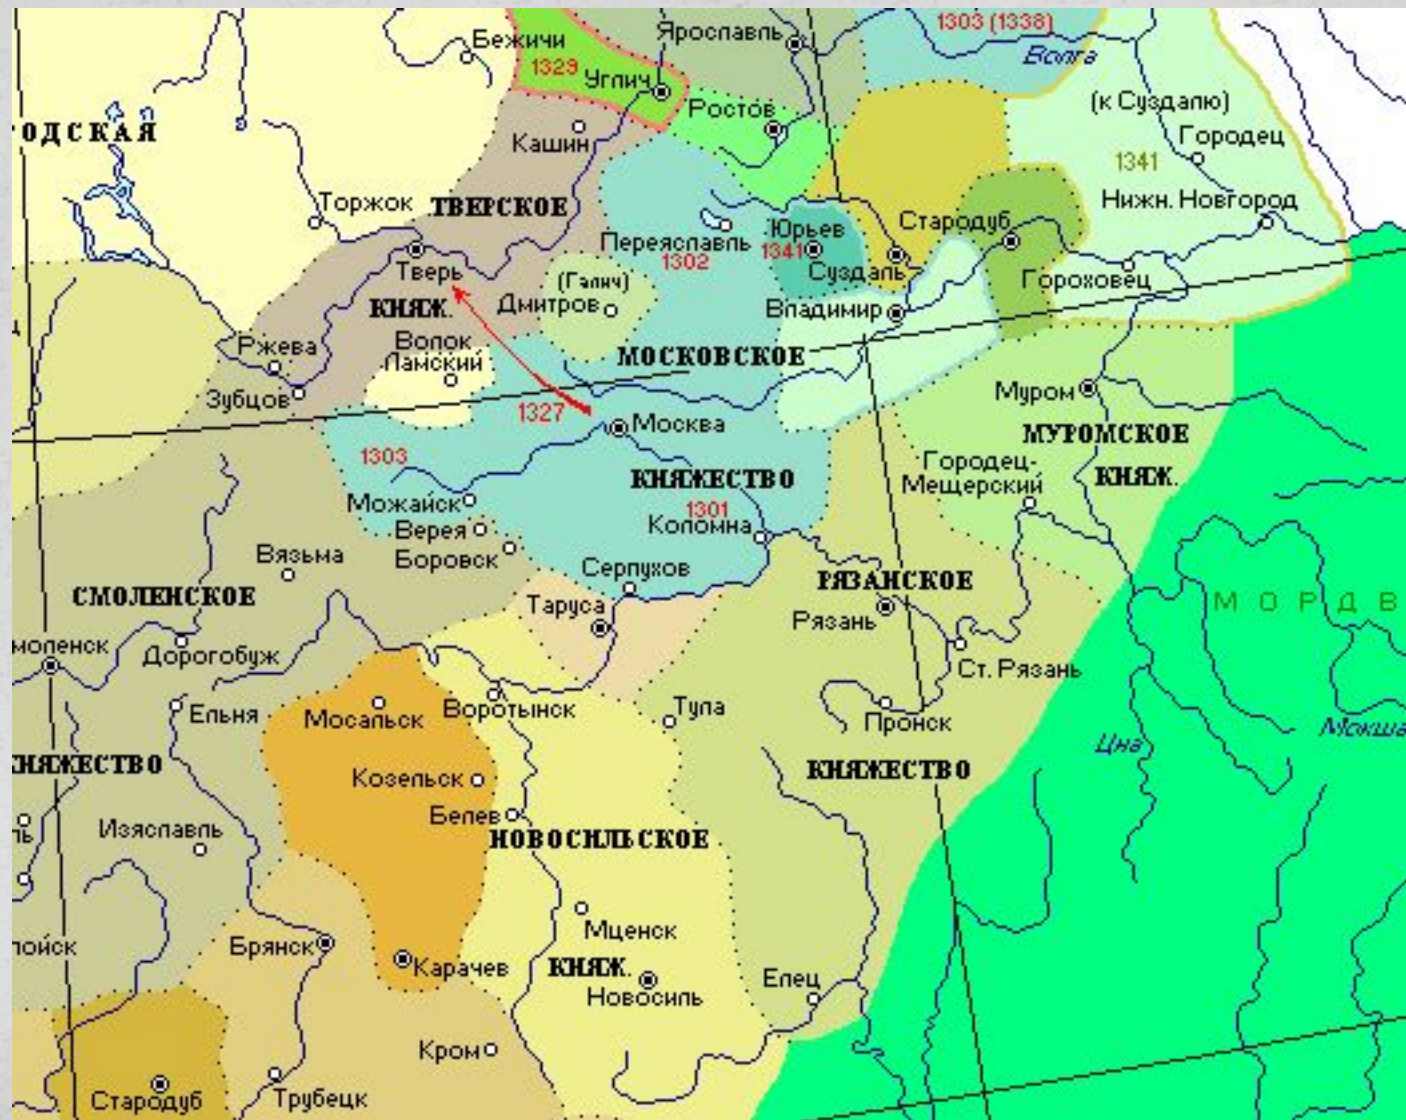 1303 (1338)
Ярославль
Бежичи
Волга
1329
Углич
(к Суздалю)
Ростов
ОДСКАЯ
Городец
Кашин
1341
Нижн. Новгород
Торжок
ТВЕРСКОЕ
Стародуб
Юрьев
Переяславль
1341
1302
Суздаль
Тверь
Гороховец
(Галич)
Дмитров
КНЯЖ.
Владимир
Волок
Ламский
Ржева
МОСКОВСКОЕ
Зубцов
Муром
1327
Москва
МУРОМСКОЕ
1303
Городец-
Мещерский
КНЯЖ.
КНЯЖЕСТВО
Можайск
1301
Верея
Коломна
Вязьма
Боровск
Серпухов
РЯЗАНСКОЕ
СМОЛЕНСКОЕ
Таруса
МОРДВ
Рязань
моленск
Дорогобуж
Ст. Рязань
Ельня
Мосальск
Воротынск
Тула
Пронск
Мокша
Цна
КНЯЖЕСТВО
КНЯЖЕСТВО
Козельск
Белев
ль
Изяславль
НОВОСИЛЬСКОЕ
Мценск
пойск
Брянск
Карачев
КНЯЖ.
Новосиль
Елец
Кром
Стародуб
Трубецк